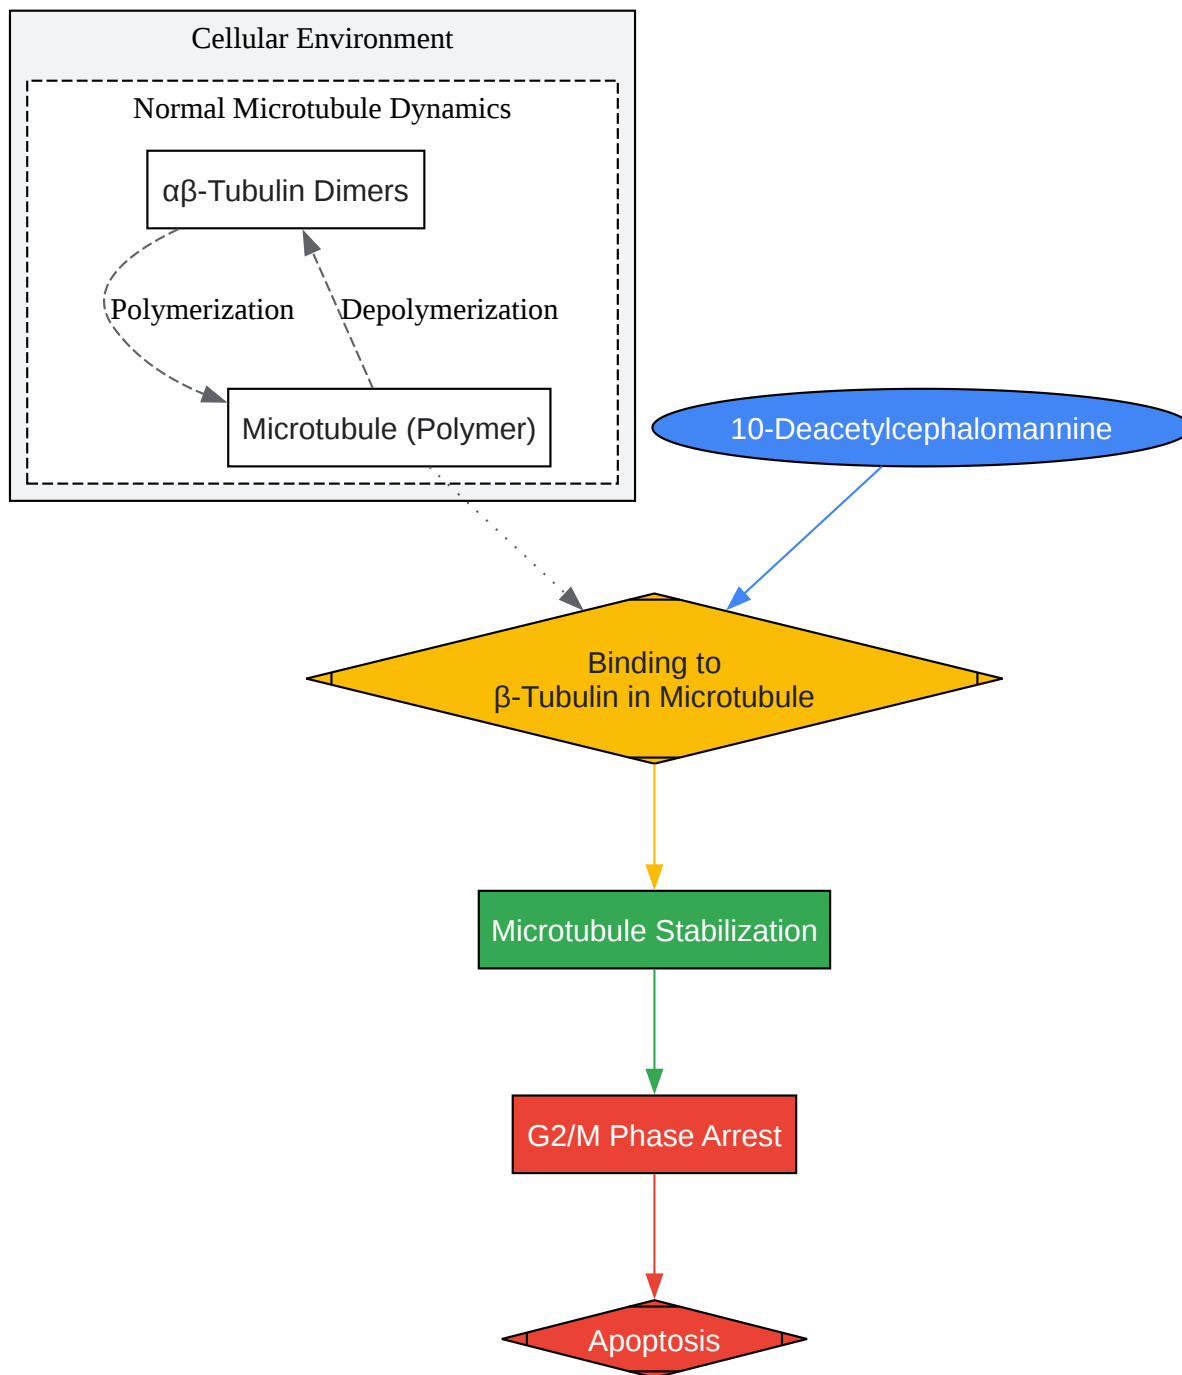 Cellular Environment
Normal Microtubule Dynamics
αβ-Tubulin Dimers
Polymerization
Depolymerization
Microtubule (Polymer)
10-Deacetylcephalomannine
Binding to
β-Tubulin in Microtubule
Microtubule Stabilization
G2/M Phase Arrest
Apoptosis